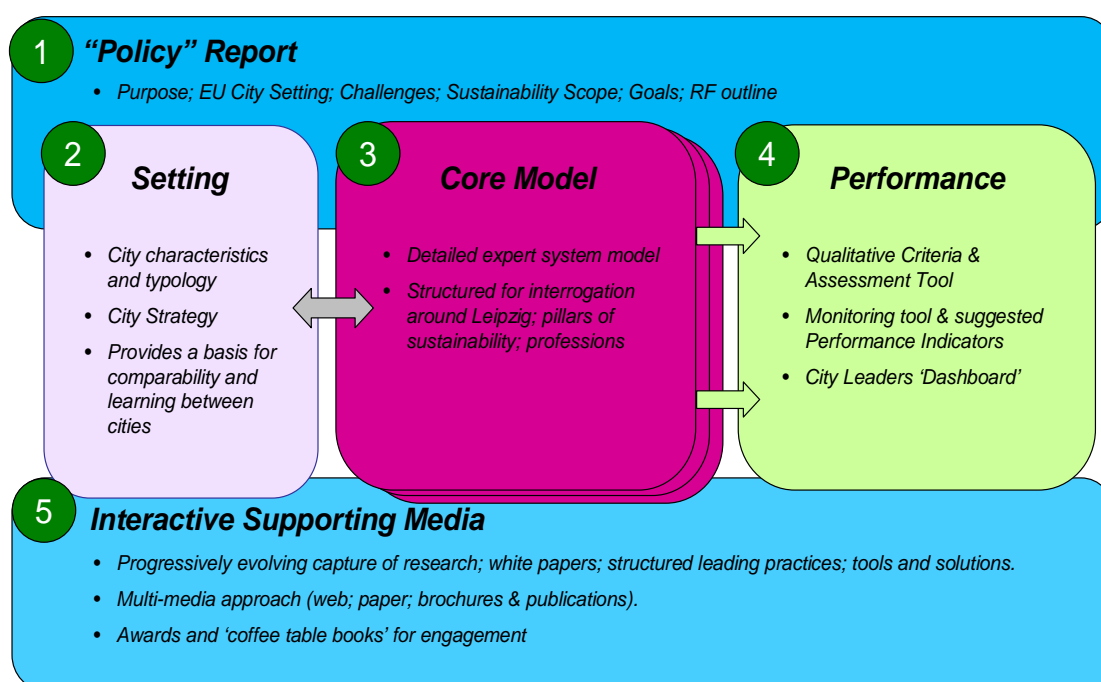 1
“Policy” Report
• Purpose; EU City Setting; Challenges; Sustainability Scope; Goals; RF outline
2
Setting
• City characteristics
and typology
• City Strategy
• Provides a basis for
comparability and
learning between
cities
3
Core Model
• Detailed expert system model
• Structured for interrogation
around Leipzig; pillars of
sustainability; professions
4
Performance
• Qualitative Criteria &
Assessment Tool
• Monitoring tool & suggested
Performance Indicators
• City Leaders ‘Dashboard’
5
Interactive Supporting Media
• Progressively evolving capture of research; white papers; structured leading practices; tools and solutions.
• Multi-media approach (web; paper; brochures & publications).
• Awards and ‘coffee table books’ for engagement